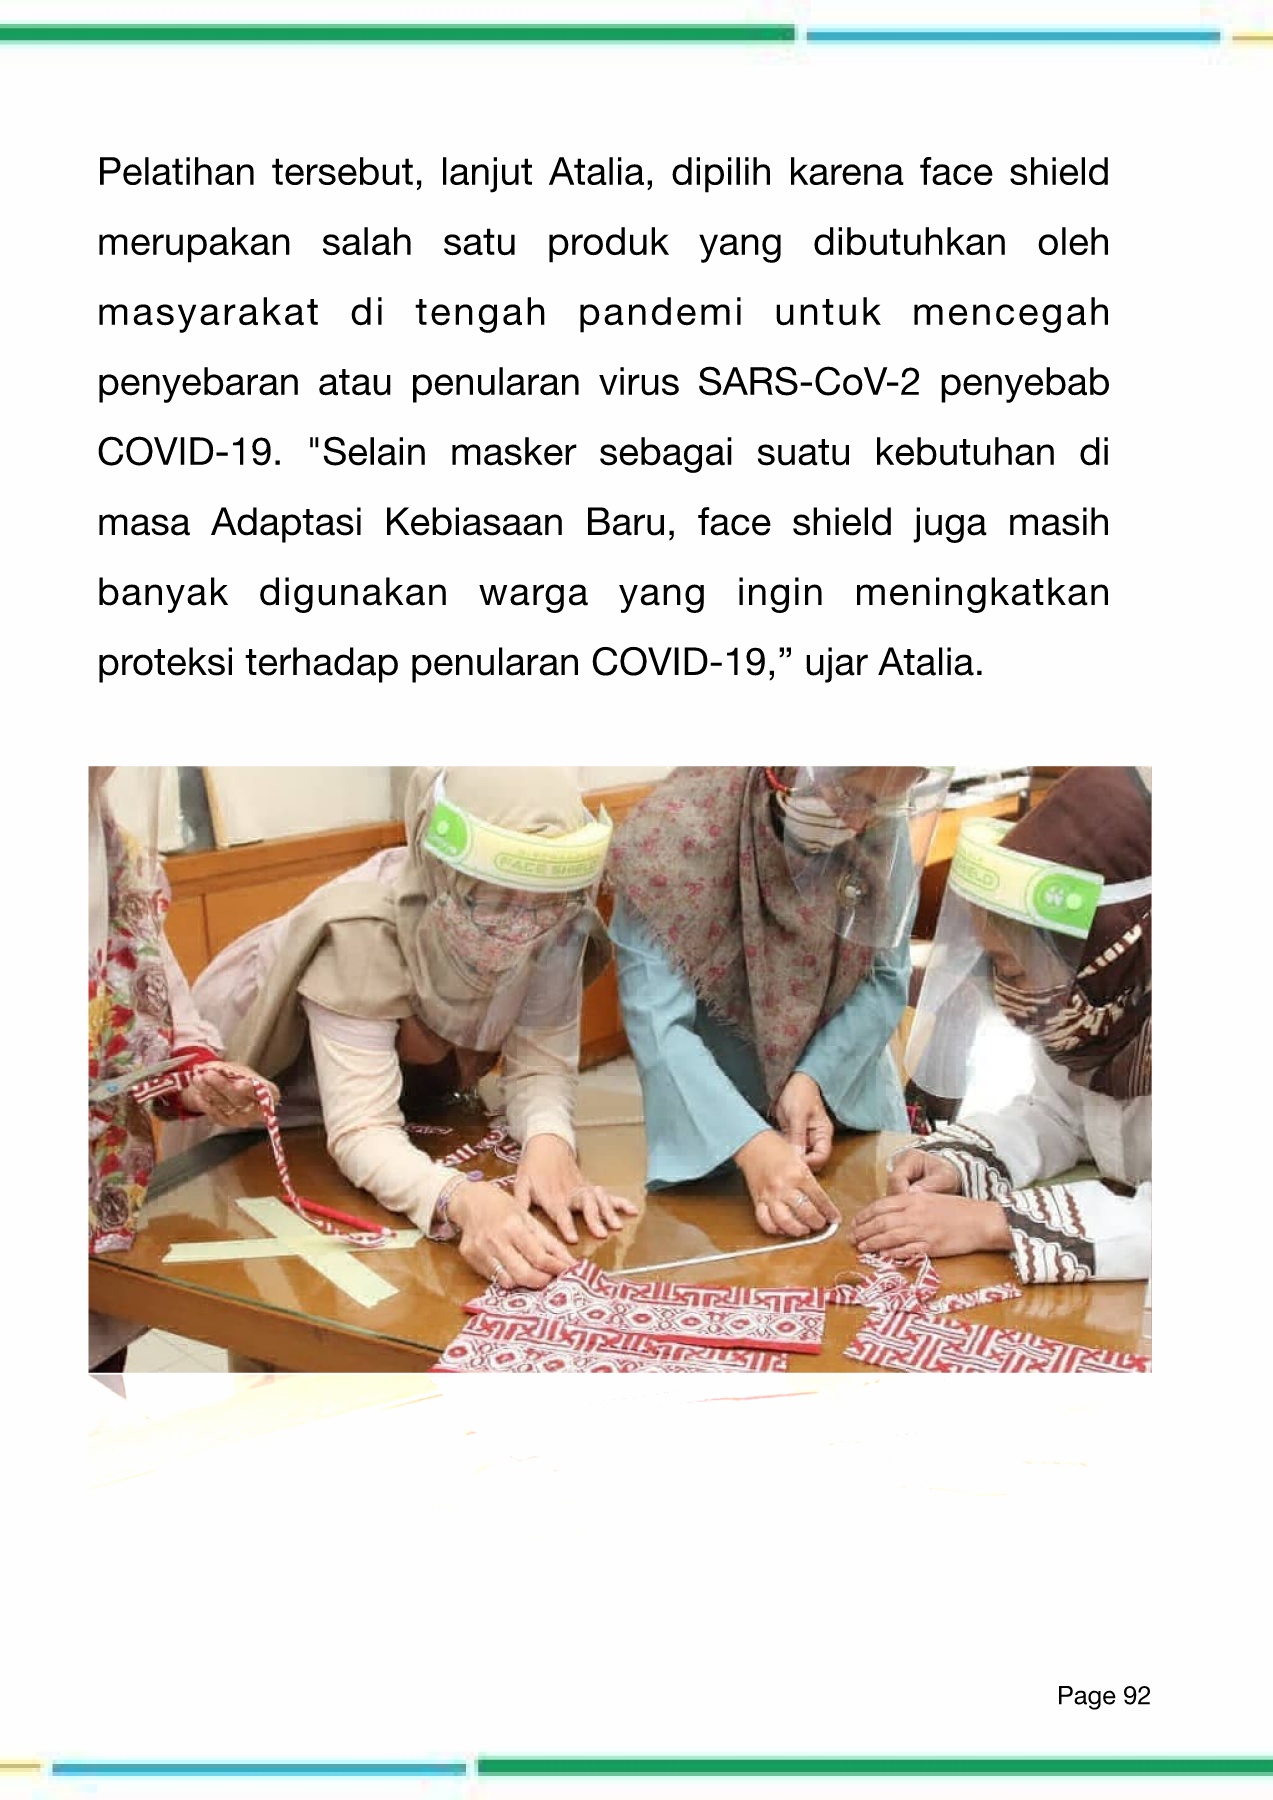 Pelatihan tersebut, lanjut Atalia, dipilih karena face shield
merupakan salah satu produk yang dibutuhkan oleh
masyarakat di tengah pandemi untuk mencegah
penyebaran atau penularan virus SARS-CoV-2 penyebab
COVID-19. "Selain masker sebagai suatu kebutuhan di
masa Adaptasi Kebiasaan Baru, face shield juga masih
banyak digunakan warga yang ingin meningkatkan
proteksi terhadap penularan COVID-19,” ujar Atalia.
FACE SHIELD
Page 92